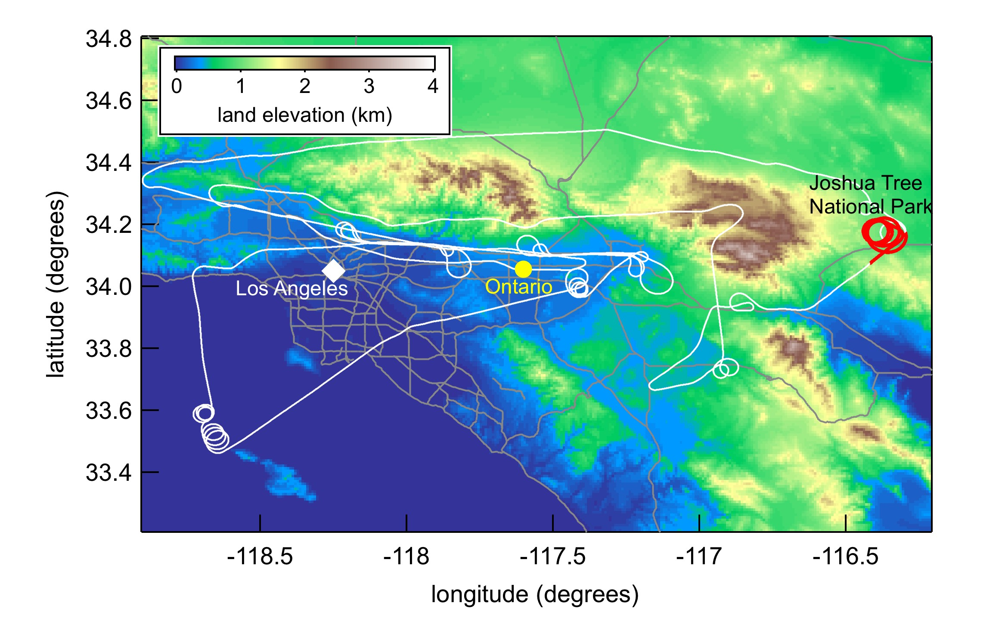 34.8
0 1 2 3 4
34.6
land elevation (km)
34.4
Joshua Tree
National Park
34.2
latitude (degrees)
34.0
Los Angeles
Ontario
33.8
33.6
33.4
-118.5 -118 -117.5 -117 -116.5
longitude (degrees)